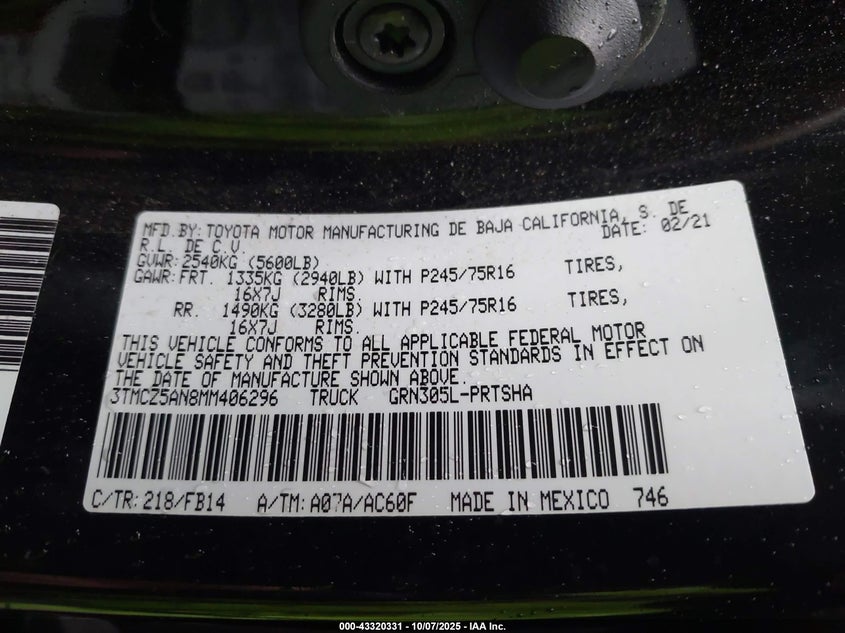 MFD.BY:TOYOTA MOTOR MANUFACTURING DE BAJA CALIFORNIA, S. DE
R.L. DE C.V. DATE: 02/21
GVWR:2540KG (5600LB)
GAWR:FRT. 1335KG (2940LB) WITH P245/75R16 TIRES,
16X7J RIMS.
RR. 1490KG (3280LB) WITH P245/75R16 TIRES,
16X7J RIMS.
THIS VEHICLE CONFORMS TO ALL APPLICABLE FEDERAL MOTOR
VEHICLE SAFETY AND THEFT PREVENTION STANDARDS IN EFFECT ON
THE DATE OF MANUFACTURE SHOWN ABOVE.
3TMCZ5AN8MM406296 TRUCK GRN305L-PRTSHA
C/TR:218/FB14 A/TM:A07A/AC60F MADE IN MEXICO 746
000-43320331 - 10/07/2025 - IAA Inc.